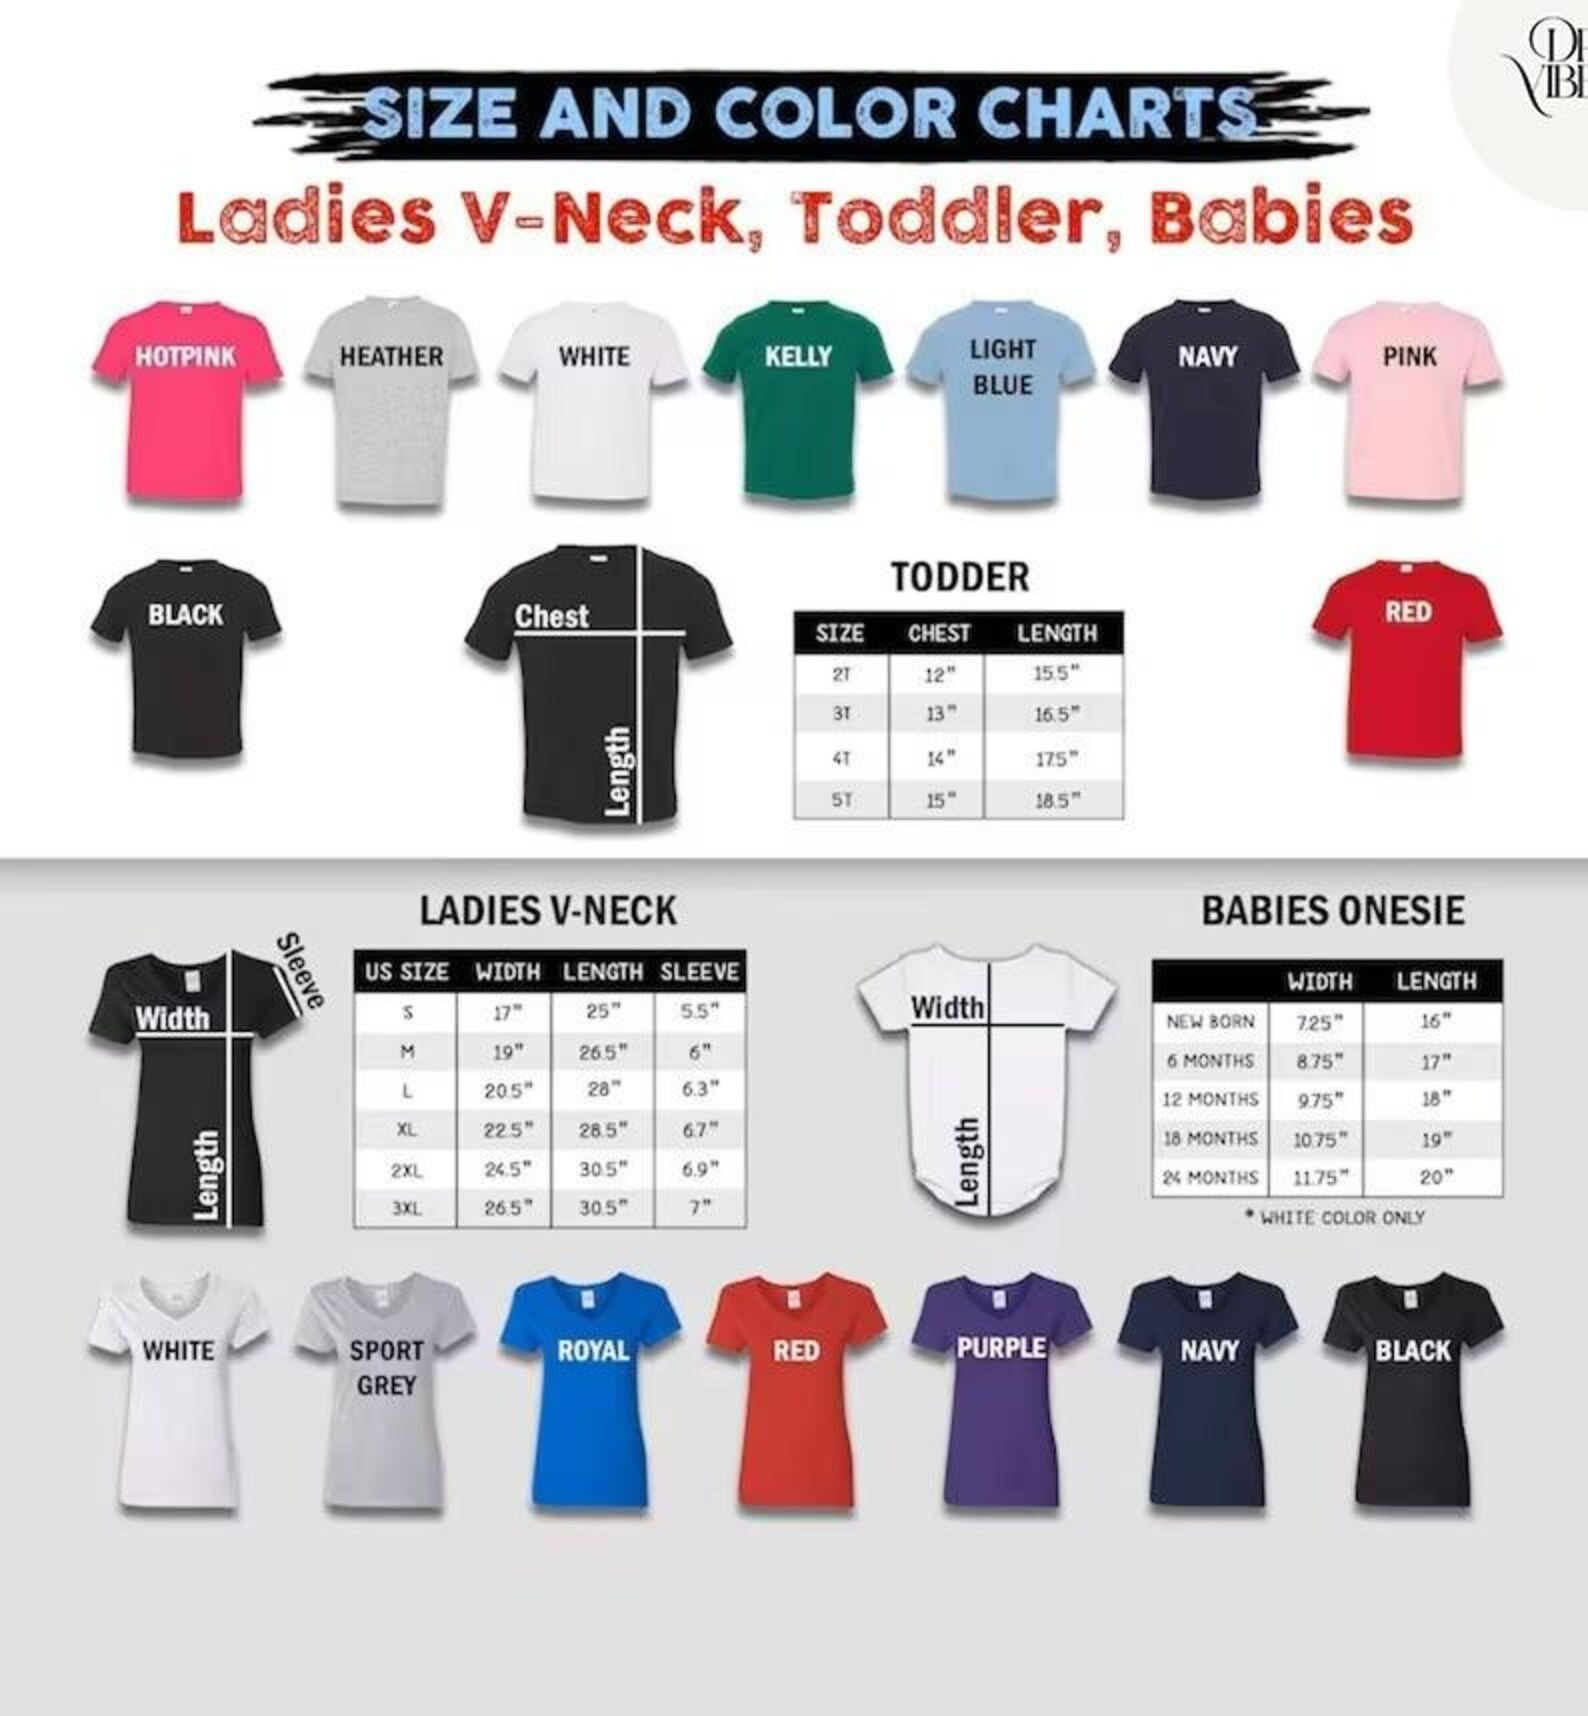 SIZE AND COLOR CHARTS
Ladies V-Neck, Toddler, Babies
HOTPINK
HEATHER
WHITE
KELLY
LIGHT
BLUE
NAVY
PINK
BLACK
Chest
Length
TODDER
SIZE CHEST LENGTH
2T 12" 15.5"
3T 13" 16.5"
4T 14" 17.5"
5T 15" 18.5"
RED
LADIES V-NECK
Sleeve
Width
Length
US SIZE WIDTH LENGTH SLEEVE
S 17" 25" 5.5"
M 19" 26.5" 6"
L 20.5" 28" 6.3"
XL 22.5" 28.5" 6.7"
2XL 24.5" 30.5" 6.9"
3XL 26.5" 30.5" 7"
BABIES ONESIE
Width
Length
WIDTH LENGTH
NEW BORN 7.25" 16"
6 MONTHS 8.75" 17"
12 MONTHS 9.75" 18"
18 MONTHS 10.75" 19"
24 MONTHS 11.75" 20"
* WHITE COLOR ONLY
WHITE
SPORT
GREY
ROYAL
RED
PURPLE
NAVY
BLACK